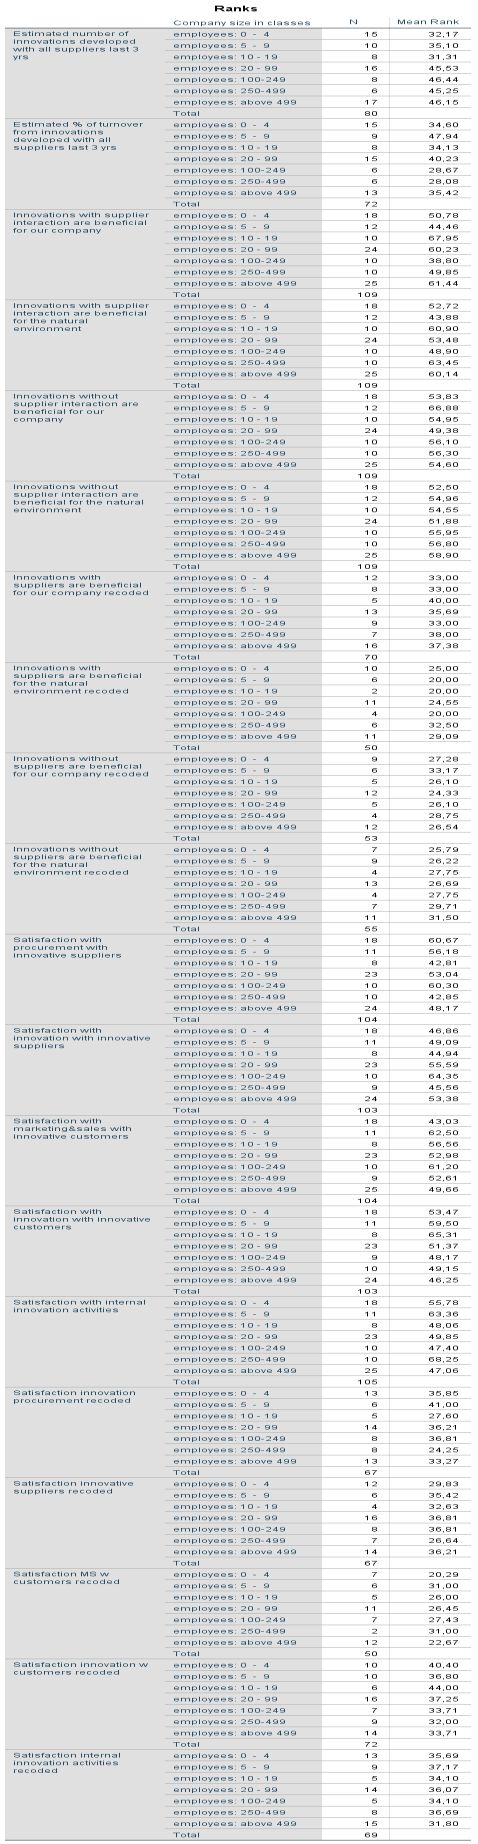 Ranks
Company size in classes N Mean Rank
Estimated number of innovations developed with all suppliers last 3 yrs employees: 0 - 4 15 32,17
employees: 5 - 9 10 35,10
employees: 10 - 19 8 31,31
employees: 20 - 99 16 45,53
employees: 100-249 8 46,44
employees: 250-499 6 45,25
employees: above 499 17 46,15
Total 80
Estimated % of turnover from innovations developed with all suppliers last 3 yrs employees: 0 - 4 15 34,60
employees: 5 - 9 9 47,94
employees: 10 - 19 8 34,13
employees: 20 - 99 15 40,23
employees: 100-249 6 28,67
employees: 250-499 6 28,08
employees: above 499 13 35,42
Total 72
Innovations with supplier interaction are beneficial for our company employees: 0 - 4 18 50,78
employees: 5 - 9 12 44,46
employees: 10 - 19 10 67,95
employees: 20 - 99 24 60,23
employees: 100-249 10 38,80
employees: 250-499 10 49,85
employees: above 499 25 61,44
Total 109
Innovations with supplier interaction are beneficial for the natural environment employees: 0 - 4 18 52,72
employees: 5 - 9 12 43,88
employees: 10 - 19 10 60,90
employees: 20 - 99 24 53,48
employees: 100-249 10 48,90
employees: 250-499 10 63,45
employees: above 499 25 60,14
Total 109
Innovations without supplier interaction are beneficial for our company employees: 0 - 4 18 53,83
employees: 5 - 9 12 66,88
employees: 10 - 19 10 54,95
employees: 20 - 99 24 49,38
employees: 100-249 10 56,10
employees: 250-499 10 56,30
employees: above 499 25 54,60
Total 109
Innovations without supplier interaction are beneficial for the natural environment employees: 0 - 4 18 52,50
employees: 5 - 9 12 54,96
employees: 10 - 19 10 54,55
employees: 20 - 99 24 51,88
employees: 100-249 10 55,95
employees: 250-499 10 56,80
employees: above 499 25 58,90
Total 109
Innovations with suppliers are beneficial for our company recoded employees: 0 - 4 12 33,00
employees: 5 - 9 8 33,00
employees: 10 - 19 5 40,00
employees: 20 - 99 13 35,69
employees: 100-249 9 33,00
employees: 250-499 7 38,00
employees: above 499 16 37,38
Total 70
Innovations with suppliers are beneficial for the natural environment recoded employees: 0 - 4 10 25,00
employees: 5 - 9 6 20,00
employees: 10 - 19 2 20,00
employees: 20 - 99 11 24,55
employees: 100-249 4 20,00
employees: 250-499 6 32,50
employees: above 499 11 29,09
Total 50
Innovations without suppliers are beneficial for our company recoded employees: 0 - 4 9 27,28
employees: 5 - 9 6 33,17
employees: 10 - 19 5 26,10
employees: 20 - 99 12 24,33
employees: 100-249 5 26,10
employees: 250-499 4 28,75
employees: above 499 12 26,54
Total 53
Innovations without suppliers are beneficial for the natural environment recoded employees: 0 - 4 7 25,79
employees: 5 - 9 9 26,22
employees: 10 - 19 4 27,75
employees: 20 - 99 13 26,69
employees: 100-249 4 27,75
employees: 250-499 7 29,71
employees: above 499 11 31,50
Total 55
Satisfaction with procurement with innovative suppliers employees: 0 - 4 18 60,67
employees: 5 - 9 11 56,18
employees: 10 - 19 8 42,81
employees: 20 - 99 23 53,04
employees: 100-249 10 60,30
employees: 250-499 10 42,85
employees: above 499 24 48,17
Total 104
Satisfaction with innovation with innovative suppliers employees: 0 - 4 18 46,86
employees: 5 - 9 11 49,09
employees: 10 - 19 8 44,94
employees: 20 - 99 23 55,59
employees: 100-249 10 64,35
employees: 250-499 9 45,56
employees: above 499 24 53,38
Total 103
Satisfaction with marketing&sales with innovative customers employees: 0 - 4 18 43,03
employees: 5 - 9 11 62,50
employees: 10 - 19 8 56,56
employees: 20 - 99 23 52,98
employees: 100-249 10 61,20
employees: 250-499 9 52,61
employees: above 499 25 49,66
Total 104
Satisfaction with innovation with innovative customers employees: 0 - 4 18 53,47
employees: 5 - 9 11 59,50
employees: 10 - 19 8 65,31
employees: 20 - 99 23 51,37
employees: 100-249 9 48,17
employees: 250-499 10 49,15
employees: above 499 24 46,25
Total 103
Satisfaction with internal innovation activities employees: 0 - 4 18 55,78
employees: 5 - 9 11 63,36
employees: 10 - 19 8 48,06
employees: 20 - 99 23 49,85
employees: 100-249 10 47,40
employees: 250-499 10 68,25
employees: above 499 25 47,06
Total 105
Satisfaction innovation procurement recoded employees: 0 - 4 13 35,85
employees: 5 - 9 6 41,00
employees: 10 - 19 5 27,60
employees: 20 - 99 14 36,21
employees: 100-249 8 36,81
employees: 250-499 8 24,25
employees: above 499 13 33,27
Total 67
Satisfaction innovative suppliers recoded employees: 0 - 4 12 29,83
employees: 5 - 9 6 35,42
employees: 10 - 19 4 32,63
employees: 20 - 99 16 36,81
employees: 100-249 8 36,81
employees: 250-499 7 26,64
employees: above 499 14 36,21
Total 67
Satisfaction MS w customers recoded employees: 0 - 4 7 20,29
employees: 5 - 9 6 31,00
employees: 10 - 19 5 26,00
employees: 20 - 99 11 26,45
employees: 100-249 7 27,43
employees: 250-499 2 31,00
employees: above 499 12 22,67
Total 50
Satisfaction innovation w customers recoded employees: 0 - 4 10 40,40
employees: 5 - 9 10 36,80
employees: 10 - 19 6 44,00
employees: 20 - 99 16 37,25
employees: 100-249 7 33,71
employees: 250-499 9 32,00
employees: above 499 14 33,71
Total 72
Satisfaction internal innovation activities recoded employees: 0 - 4 13 35,69
employees: 5 - 9 9 37,17
employees: 10 - 19 5 34,10
employees: 20 - 99 14 36,07
employees: 100-249 5 34,10
employees: 250-499 8 36,69
employees: above 499 15 31,80
Total 69